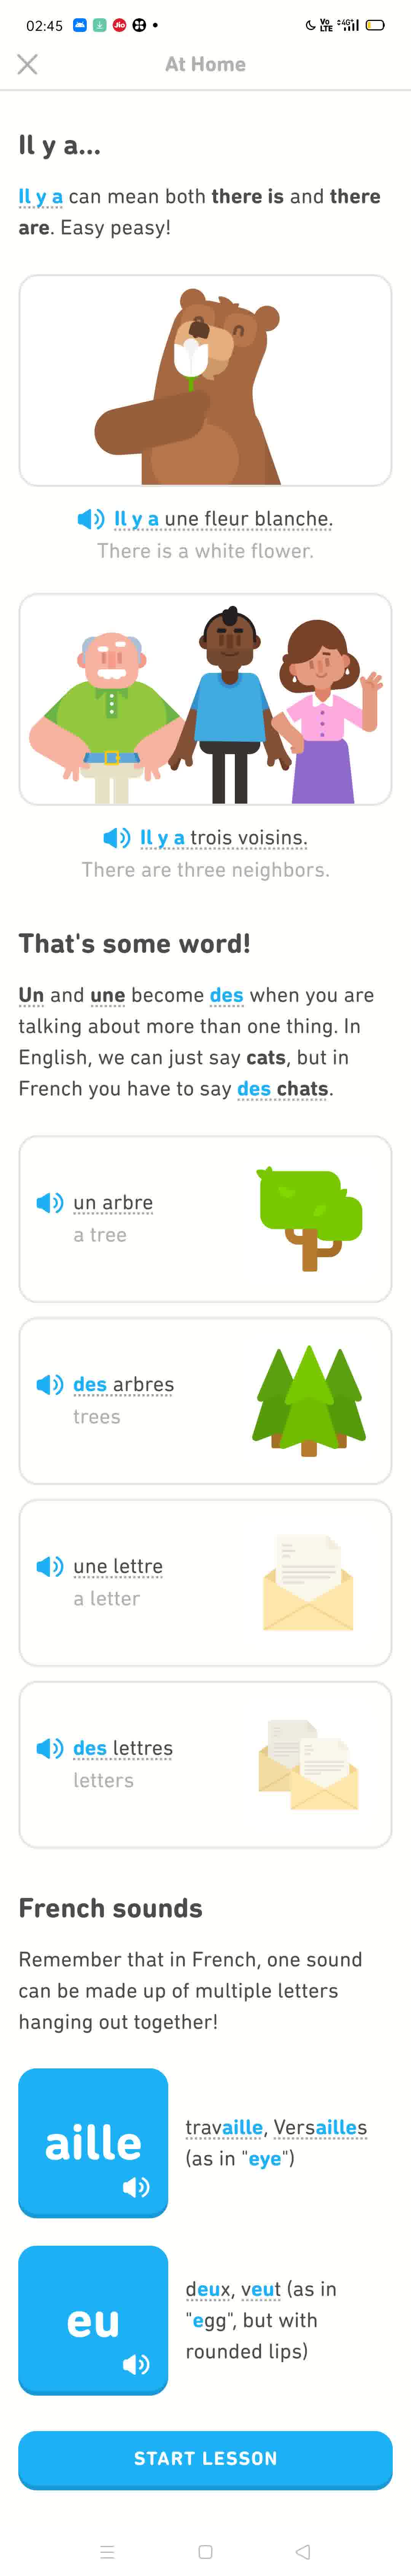 02:45 Jio Vo LTE 4G
At Home
Il y a...
Il y a can mean both there is and there
are. Easy peasy!
Il y a une fleur blanche.
There is a white flower.
Il y a trois voisins.
There are three neighbors.
That's some word!
Un and une become des when you are
talking about more than one thing. In
English, we can just say cats, but in
French you have to say des chats.
un arbre
a tree
des arbres
trees
une lettre
a letter
des lettres
letters
French sounds
Remember that in French, one sound
can be made up of multiple letters
hanging out together!
aille
travaille, Versailles
(as in "eye")
eu
deux, veut (as in
"egg", but with
rounded lips)
START LESSON